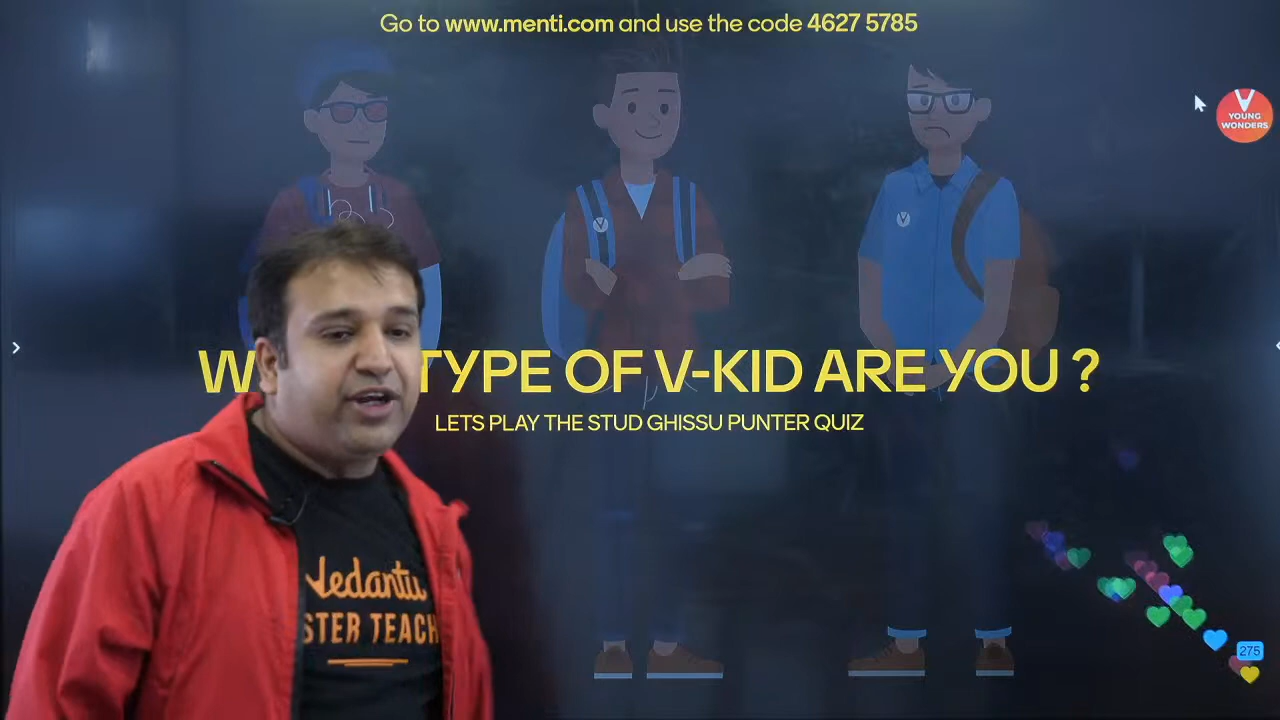 Go to www.menti.com and use the code 4627 5785
YOUNG
WONDERS
TYPE OF V-KID ARE YOU ?
LETS PLAY THE STUD GHISSU PUNTER QUIZ
Vedantu
STER TEACH
275